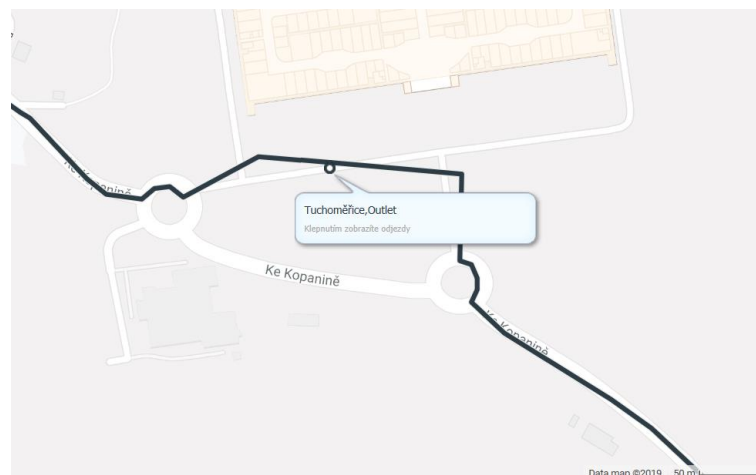 Ke Kopanině
Tuchoměřice,Outlet
Klepnutím zobrazíte odjezdy
Ke Kopanině
Ke Kopanině
Data map ©2019
50 m